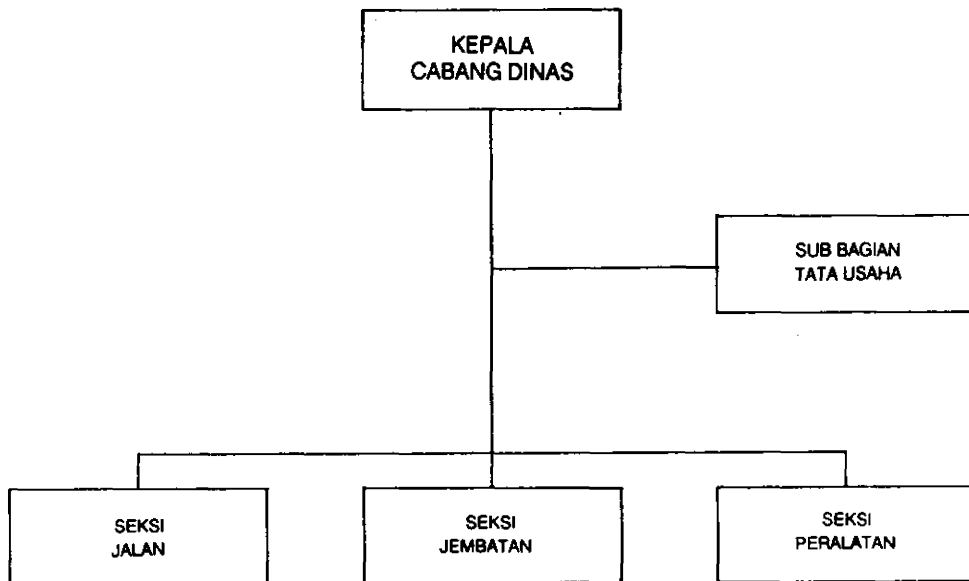 KEPALA
CABANG DINAS
SUB BAGIAN
TATA USAHA
SEKSI
JALAN
SEKSI
JEMBATAN
SEKSI
PERALATAN